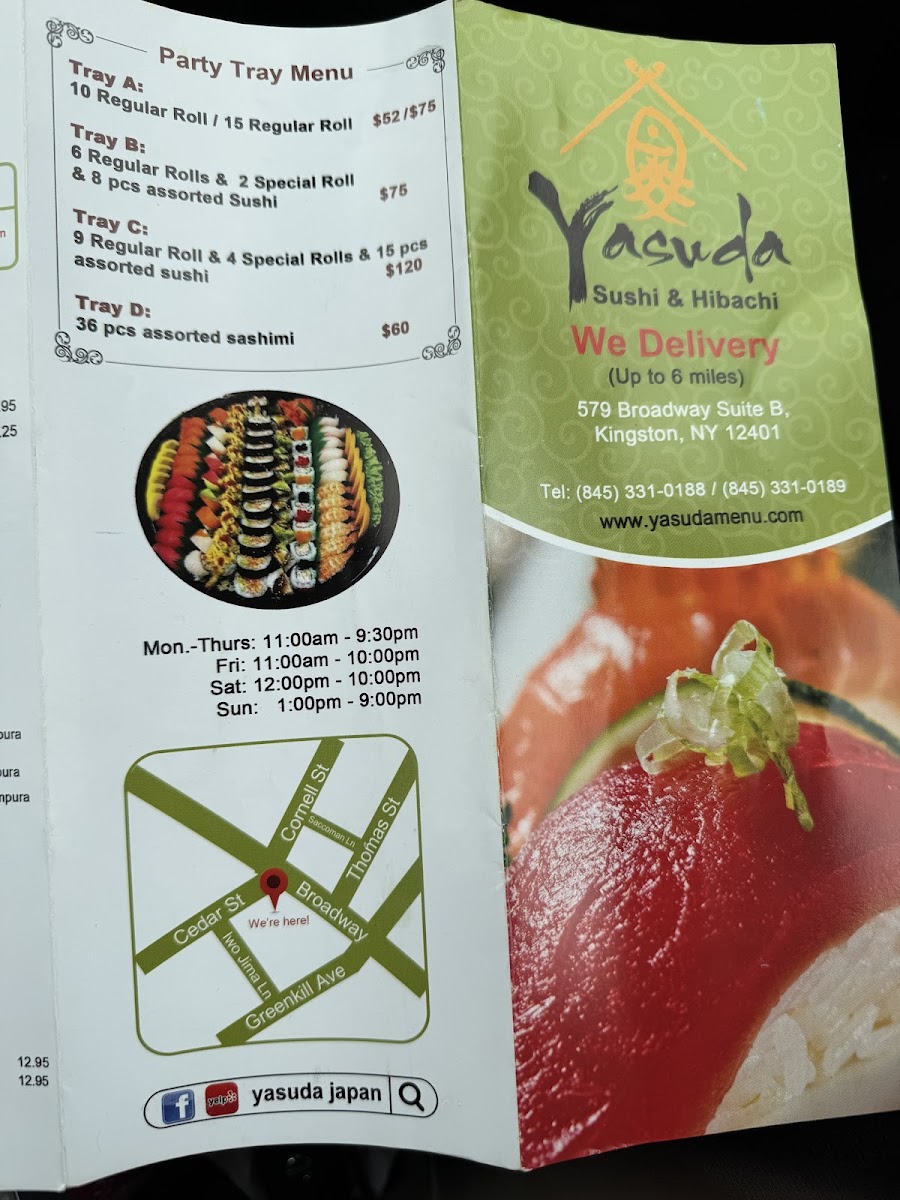 Party Tray Menu
Tray A:
10 Regular Roll / 15 Regular Roll $52 / $75
Tray B:
6 Regular Rolls & 2 Special Roll
& 8 pcs assorted Sushi $75
Tray C:
9 Regular Roll & 4 Special Rolls & 15 pcs
assorted sushi $120
Tray D:
36 pcs assorted sashimi $60
Mon.-Thurs: 11:00am - 9:30pm
Fri: 11:00am - 10:00pm
Sat: 12:00pm - 10:00pm
Sun: 1:00pm - 9:00pm
Cornell St
Saccoman Ln
Thomas St
Broadway
Cedar St
We're here!
Iwo Jima Ln
Greenkill Ave
f yelp yasuda japan
Yasuda
Sushi & Hibachi
We Delivery
(Up to 6 miles)
579 Broadway Suite B,
Kingston, NY 12401
Tel: (845) 331-0188 / (845) 331-0189
www.yasudamenu.com
12.95
12.95